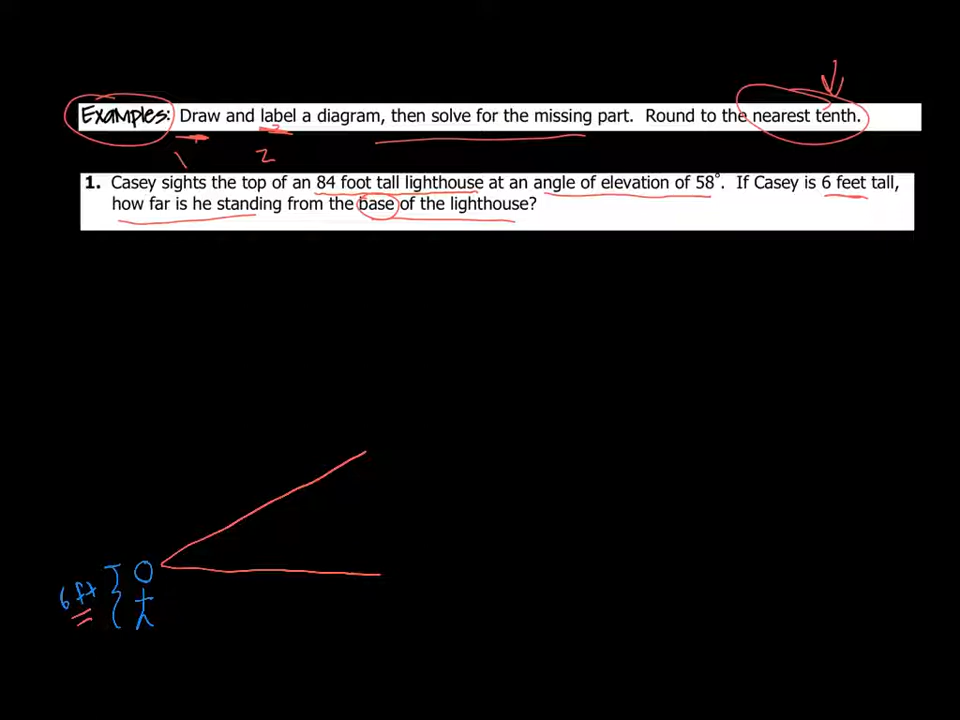 Examples: Draw and label a diagram, then solve for the missing part. Round to the nearest tenth.
1 2
1. Casey sights the top of an 84 foot tall lighthouse at an angle of elevation of 58°. If Casey is 6 feet tall,
how far is he standing from the base of the lighthouse?
6 ft